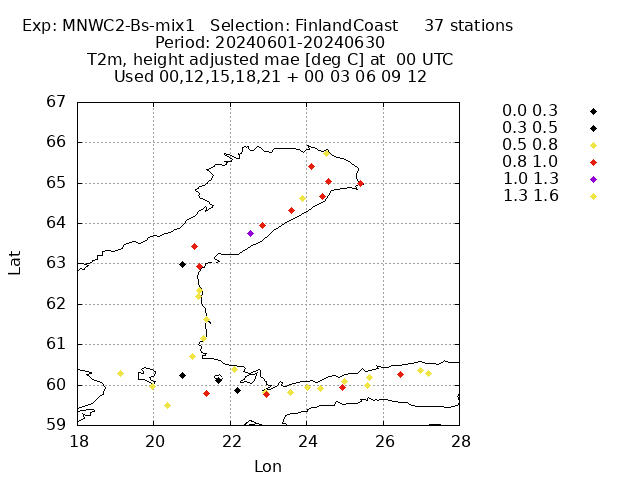 Exp: MNWC2-Bs-mix1 Selection: FinlandCoast 37 stations
Period: 20240601-20240630
T2m, height adjusted mae [deg C] at 00 UTC
Used 00,12,15,18,21 + 00 03 06 09 12
67
66
65
64
63
62
61
60
59
Lat
18 20 22 24 26 28
Lon
0.0 0.3
0.3 0.5
0.5 0.8
0.8 1.0
1.0 1.3
1.3 1.6